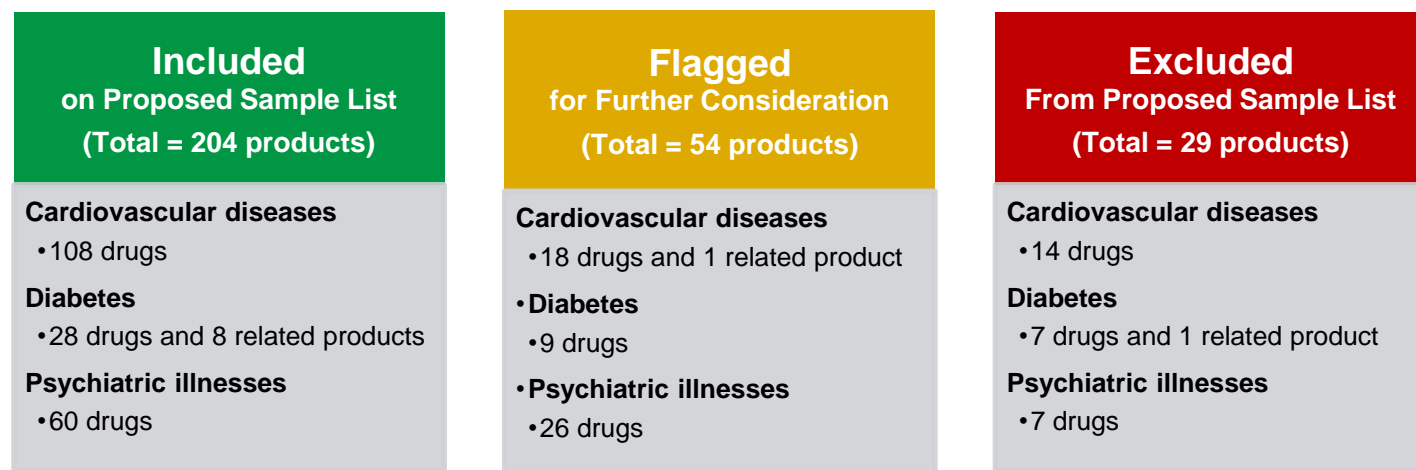 Included
on Proposed Sample List
(Total = 204 products)
Cardiovascular diseases
•108 drugs
Diabetes
•28 drugs and 8 related products
Psychiatric illnesses
•60 drugs
Flagged
for Further Consideration
(Total = 54 products)
Cardiovascular diseases
•18 drugs and 1 related product
•Diabetes
•9 drugs
•Psychiatric illnesses
•26 drugs
Excluded
From Proposed Sample List
(Total = 29 products)
Cardiovascular diseases
•14 drugs
Diabetes
•7 drugs and 1 related product
Psychiatric illnesses
•7 drugs